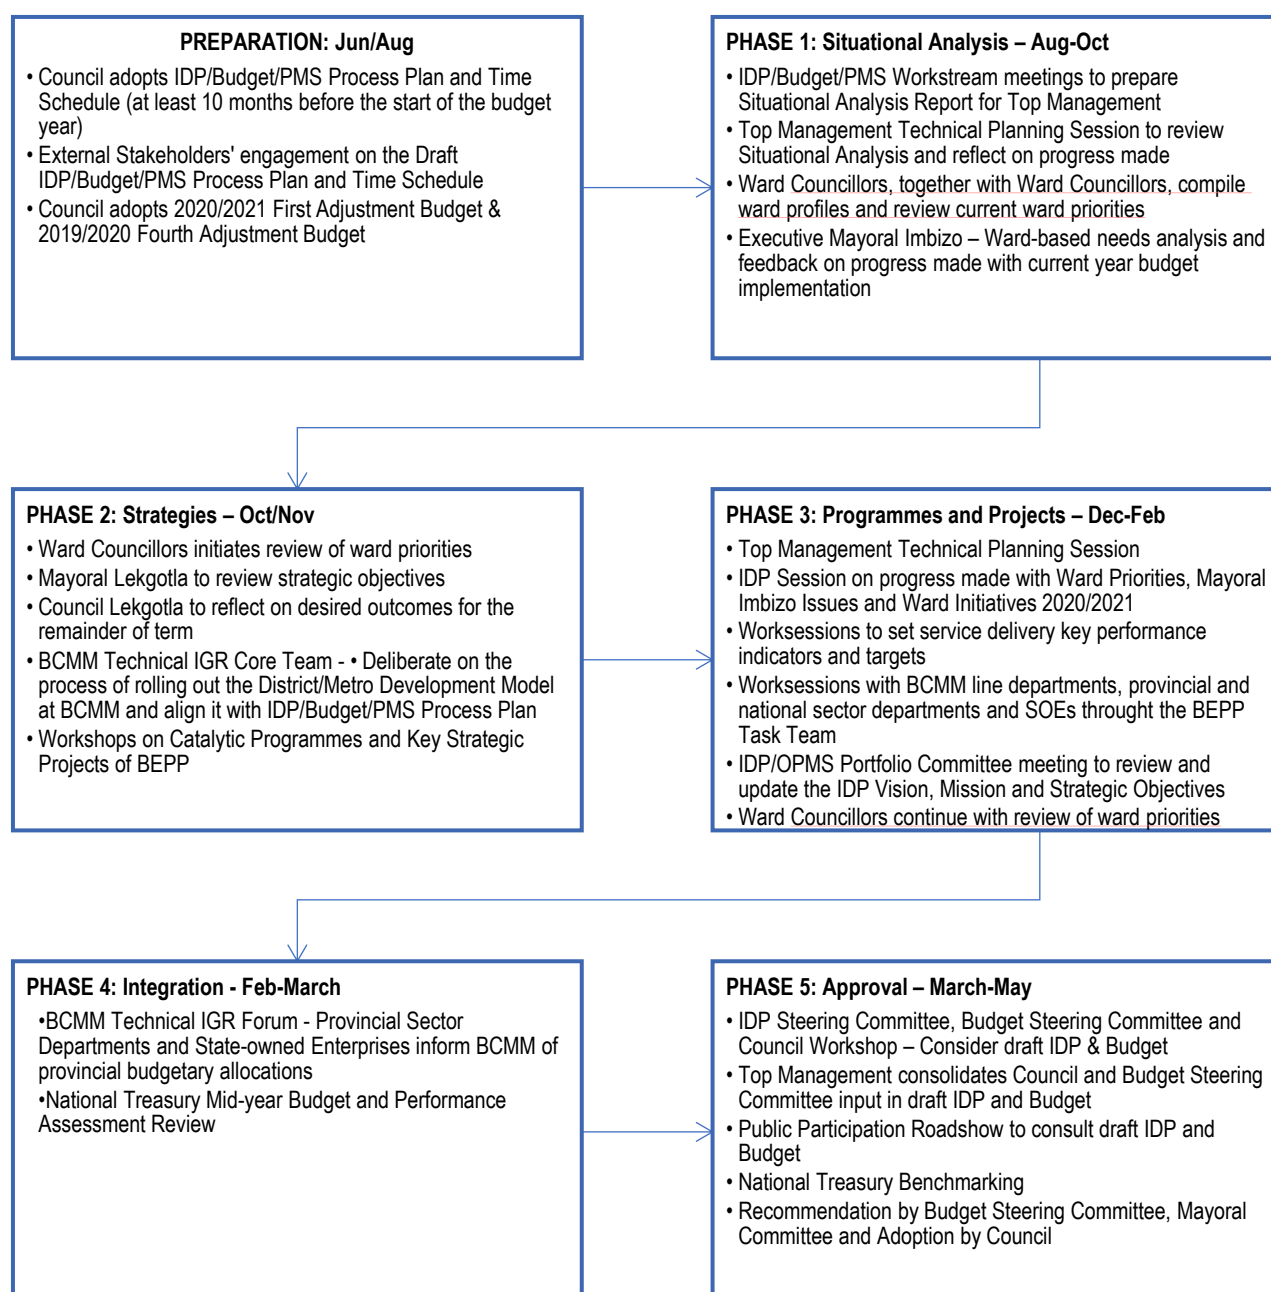 PREPARATION: Jun/Aug
• Council adopts IDP/Budget/PMS Process Plan and Time
Schedule (at least 10 months before the start of the budget
year)
• External Stakeholders' engagement on the Draft
IDP/Budget/PMS Process Plan and Time Schedule
• Council adopts 2020/2021 First Adjustment Budget &
2019/2020 Fourth Adjustment Budget
PHASE 1: Situational Analysis – Aug-Oct
• IDP/Budget/PMS Workstream meetings to prepare
Situational Analysis Report for Top Management
• Top Management Technical Planning Session to review
Situational Analysis and reflect on progress made
• Ward Councillors, together with Ward Councillors, compile
ward profiles and review current ward priorities
• Executive Mayoral Imbizo – Ward-based needs analysis and
feedback on progress made with current year budget
implementation
PHASE 2: Strategies – Oct/Nov
• Ward Councillors initiates review of ward priorities
• Mayoral Lekgotla to review strategic objectives
• Council Lekgotla to reflect on desired outcomes for the
remainder of term
• BCMM Technical IGR Core Team - • Deliberate on the
process of rolling out the District/Metro Development Model
at BCMM and align it with IDP/Budget/PMS Process Plan
• Workshops on Catalytic Programmes and Key Strategic
Projects of BEPP
PHASE 3: Programmes and Projects – Dec-Feb
• Top Management Technical Planning Session
• IDP Session on progress made with Ward Priorities, Mayoral
Imbizo Issues and Ward Initiatives 2020/2021
• Worksessions to set service delivery key performance
indicators and targets
• Worksessions with BCMM line departments, provincial and
national sector departments and SOEs throught the BEPP
Task Team
• IDP/OPMS Portfolio Committee meeting to review and
update the IDP Vision, Mission and Strategic Objectives
• Ward Councillors continue with review of ward priorities
PHASE 4: Integration - Feb-March
•BCMM Technical IGR Forum - Provincial Sector
Departments and State-owned Enterprises inform BCMM of
provincial budgetary allocations
•National Treasury Mid-year Budget and Performance
Assessment Review
PHASE 5: Approval – March-May
• IDP Steering Committee, Budget Steering Committee and
Council Workshop – Consider draft IDP & Budget
• Top Management consolidates Council and Budget Steering
Committee input in draft IDP and Budget
• Public Participation Roadshow to consult draft IDP and
Budget
• National Treasury Benchmarking
• Recommendation by Budget Steering Committee, Mayoral
Committee and Adoption by Council